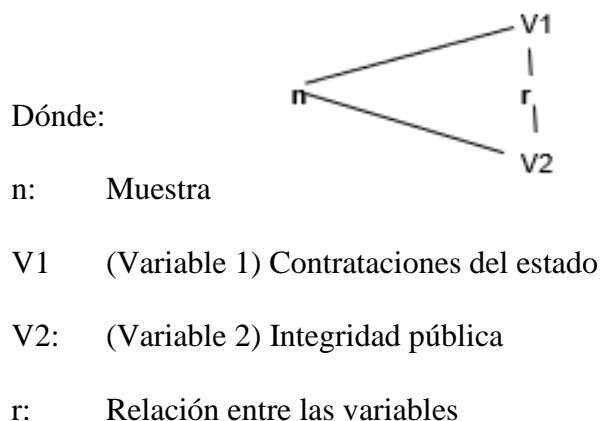 V1
n
r
V2
Dónde:
n: Muestra
V1 (Variable 1) Contrataciones del estado
V2: (Variable 2) Integridad pública
r: Relación entre las variables